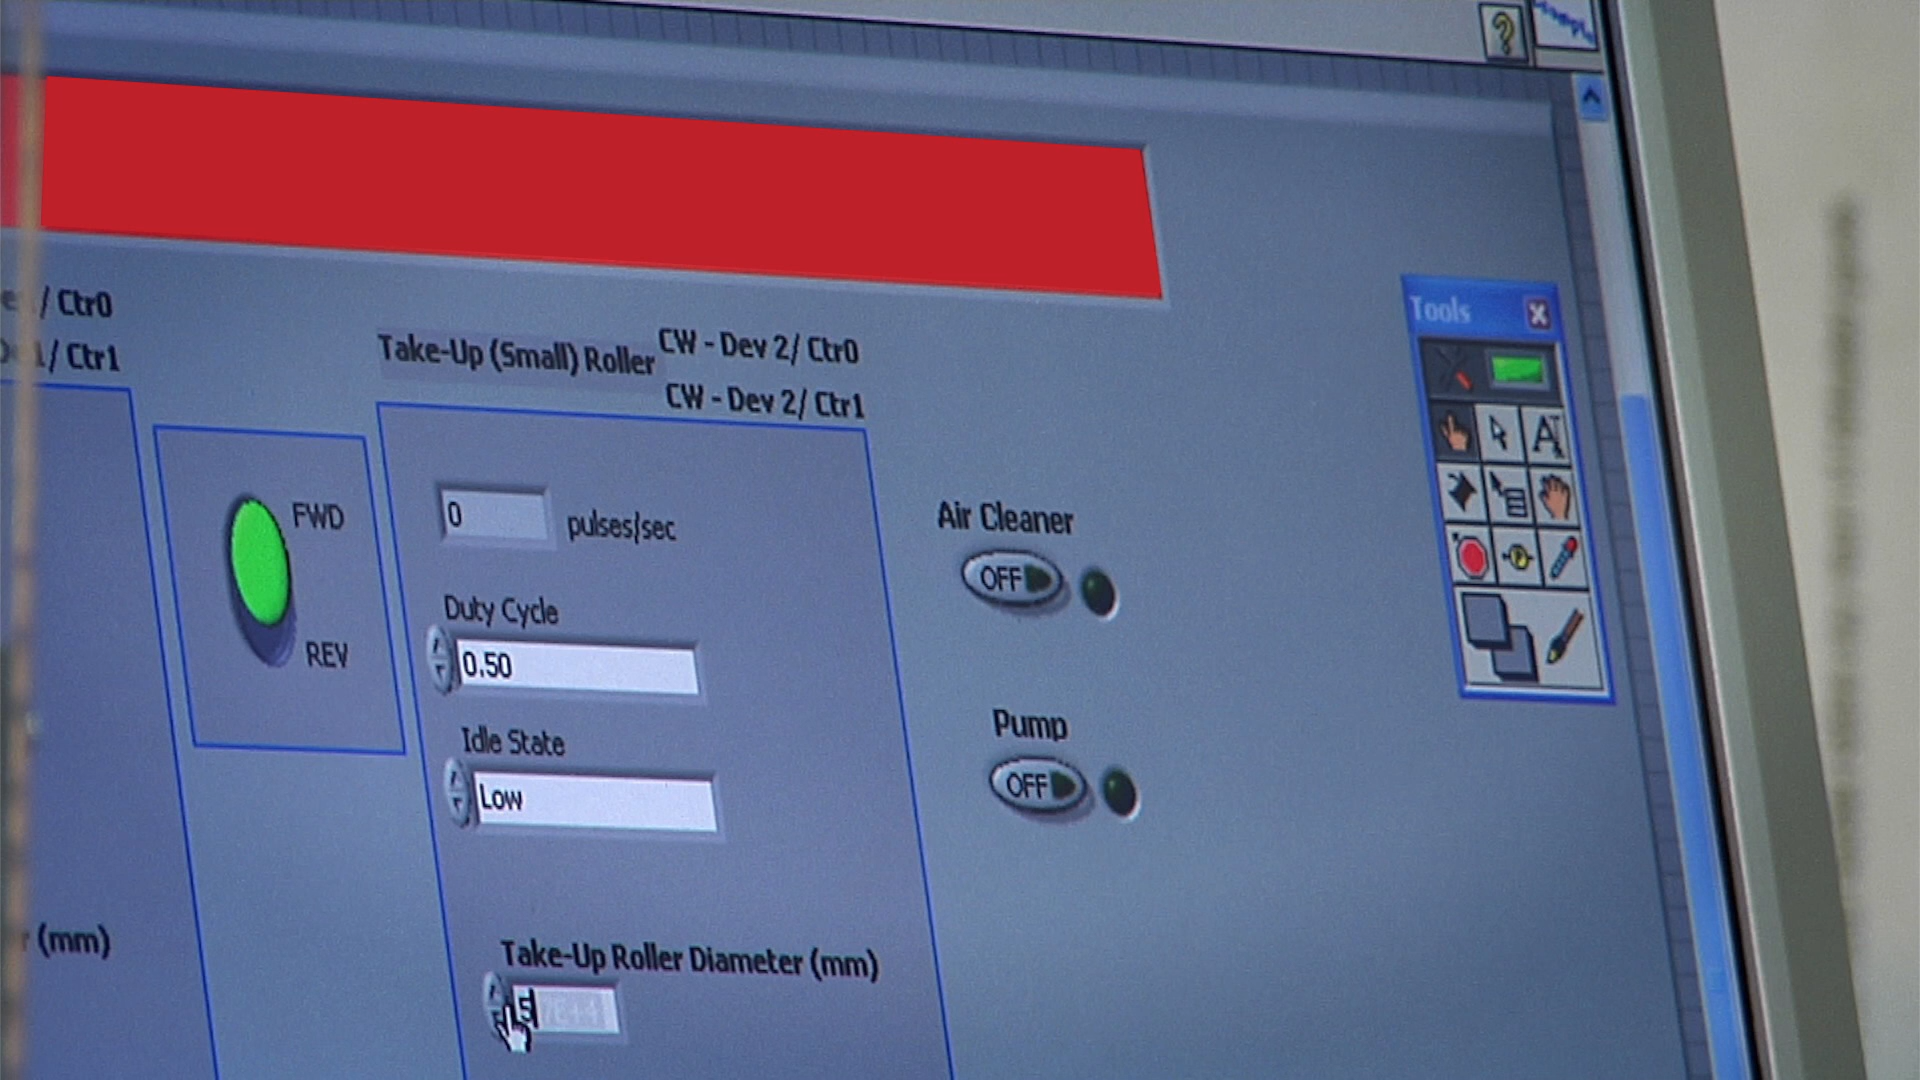 ?
/ Ctr0
/ Ctr1
Take-Up (Small) Roller
CW - Dev 2/ Ctr0
CW - Dev 2/ Ctr1
Tools
A
P
FWD
REV
0
pulses/sec
Duty Cycle
0.50
Idle State
Low
Air Cleaner
OFF
Pump
OFF
(mm)
Take-Up Roller Diameter (mm)
5